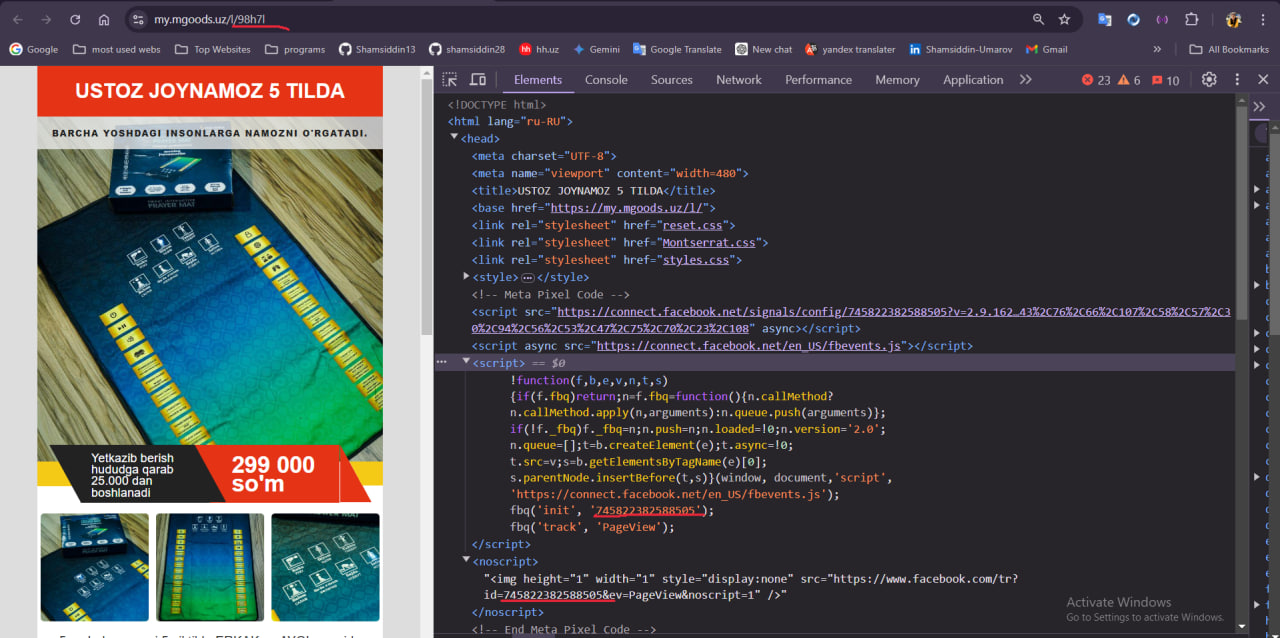 my.mgoods.uz/l/98h7l
Google
most used webs
Top Websites
programs
Shamsiddin13
shamsiddin28
hh hh.uz
Gemini
Google Translate
New chat
yandex translater
in Shamsiddin-Umarov
Gmail
»
All Bookmarks
USTOZ JOYNAMOZ 5 TILDA
BARCHA YOSHDAGI INSONLARGA NAMOZNI O'RGATADI.
PRAYER MAT
Yetkazib berish
hududga qarab
25.000 dan
boshlanadi
299 000
so'm
Elements
Console
Sources
Network
Performance
Memory
Application
»
23
6
10
<!DOCTYPE html>
<html lang="ru-RU">
<head>
<meta charset="UTF-8">
<meta name="viewport" content="width=480">
<title>USTOZ JOYNAMOZ 5 TILDA</title>
<base href="https://my.mgoods.uz/l/">
<link rel="stylesheet" href="reset.css">
<link rel="stylesheet" href="Montserrat.css">
<link rel="stylesheet" href="styles.css">
<style>…</style>
<!-- Meta Pixel Code -->
<script src="https://connect.facebook.net/signals/config/745822382588505?v=2.9.162…43%2C76%2C66%2C107%2C58%2C57%2C3
0%2C94%2C56%2C53%2C47%2C75%2C70%2C23%2C108" async></script>
<script async src="https://connect.facebook.net/en_US/fbevents.js"></script>
<script> == $0
!function(f,b,e,v,n,t,s)
{if(f.fbq)return;n=f.fbq=function(){n.callMethod?
n.callMethod.apply(n,arguments):n.queue.push(arguments)};
if(!f._fbq)f._fbq=n;n.push=n;n.loaded=!0;n.version='2.0';
n.queue=[];t=b.createElement(e);t.async=!0;
t.src=v;s=b.getElementsByTagName(e)[0];
s.parentNode.insertBefore(t,s)}(window, document,'script',
'https://connect.facebook.net/en_US/fbevents.js');
fbq('init', '745822382588505');
fbq('track', 'PageView');
</script>
<noscript>
"<img height="1" width="1" style="display:none" src="https://www.facebook.com/tr?
id=745822382588505&ev=PageView&noscript=1" />"
</noscript>
<!-- End Meta Pixel Code -->
Activate Windows
Go to Settings to activate Windows.